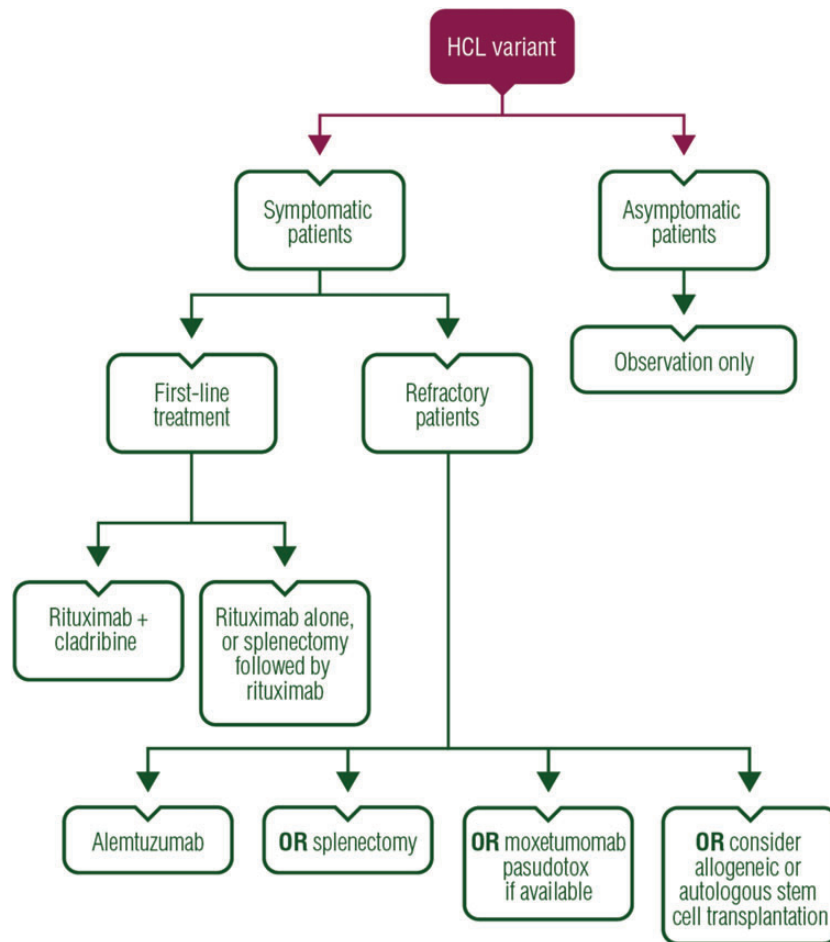 HCL variant
Symptomatic
patients
Asymptomatic
patients
First-line
treatment
Refractory
patients
Observation only
Rituximab +
cladribine
Rituximab alone,
or splenectomy
followed by
rituximab
Alemtuzumab
OR splenectomy
OR moxetumomab
pasudotox
if available
OR consider
allogeneic or
autologous stem
cell transplantation